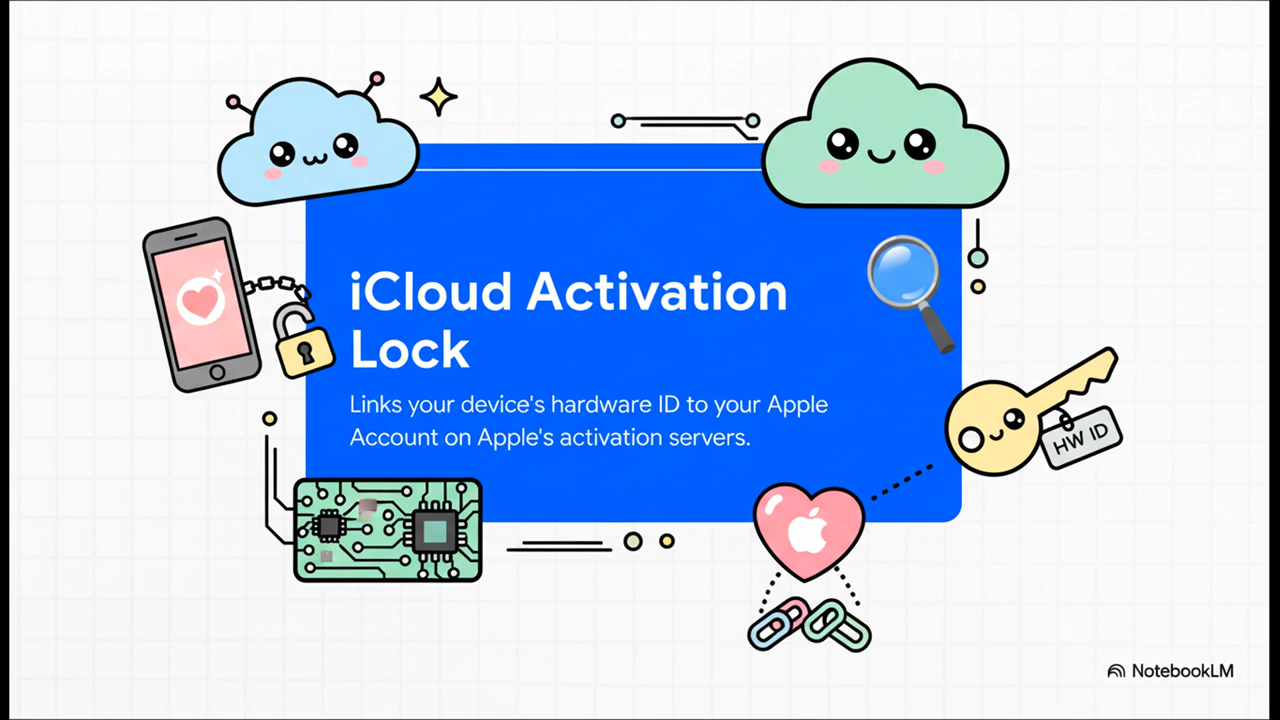 iCloud Activation
Lock
Links your device's hardware ID to your Apple
Account on Apple's activation servers.
HW ID
NotebookLM